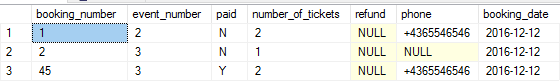 booking_number event_number paid number_of_tickets refund phone booking_date
1 1 2 N 2 NULL +4365546546 2016-12-12
2 2 3 N 1 NULL NULL 2016-12-12
3 45 3 Y 2 NULL +4365546546 2016-12-12